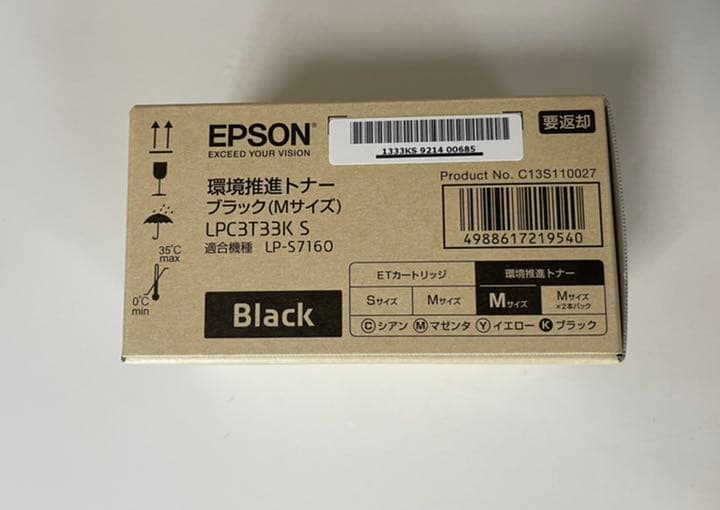 EPSON
EXCEED YOUR VISION
1333KS 9214 00685
要返却
Product No. C13S110027
4988617219540
環境推進トナー
ブラック(Mサイズ)
LPC3T33K S
適合機種 LP-S7160
35℃
max
0℃
min
Black
ETカートリッジ 環境推進トナー
Sサイズ Mサイズ Mサイズ Mサイズ
×2本パック
Ⓒシアン Ⓜマゼンタ Ⓨイエロー Ⓚブラック